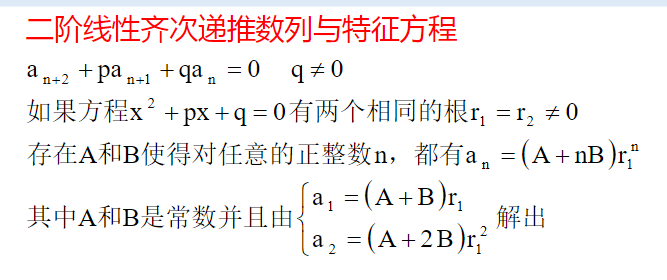 二阶线性齐次递推数列与特征方程
a_{n+2} + pa_{n+1} + qa_n = 0 q ≠ 0
如果方程x² + px + q = 0有两个相同的根r₁ = r₂ ≠ 0
存在A和B使得对任意的正整数n，都有a_n = (A + nB)r₁ⁿ
其中A和B是常数并且由{a₁ = (A + B)r₁
a₂ = (A + 2B)r₁² 解出